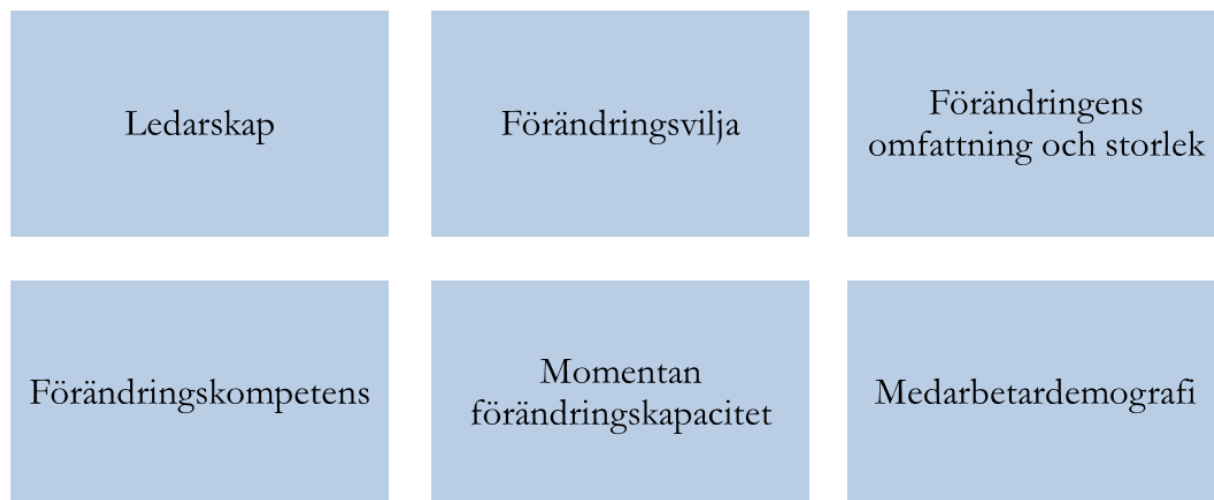 Ledarskap
Förändringsvilja
Förändringens
omfattning och storlek
Förändringskompetens
Momentan
förändringskapacitet
Medarbetardemografi